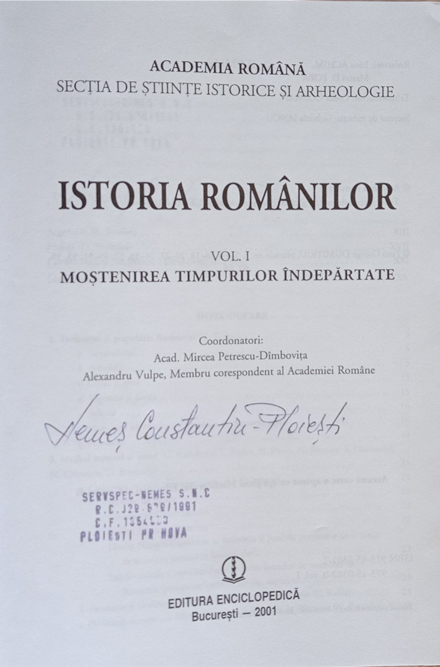 ACADEMIA ROMÂNĂ
SECȚIA DE ȘTIINȚE ISTORICE ȘI ARHEOLOGIE
ISTORIA ROMÂNILOR
VOL. I
MOȘTENIREA TIMPURILOR ÎNDEPĂRTATE
Coordonatori:
Acad. Mircea Petrescu-Dîmbovița
Alexandru Vulpe, Membru corespondent al Academiei Române
Nemeș Constantin-Ploiești
SERVSPEC-NEMES S.N.C
R.C.
C.F.
PLOIESTI PR NOVA
EDITURA ENCICLOPEDICĂ
București — 2001